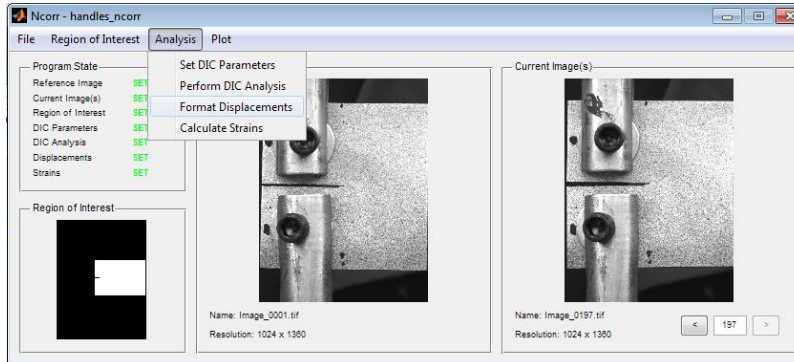 Ncorr - handles_ncorr
File Region of Interest Analysis Plot
Set DIC Parameters
Perform DIC Analysis
Format Displacements
Calculate Strains
Program State
Reference Image SET
Current Image(s) SET
Region of Interest SET
DIC Parameters SET
DIC Analysis SET
Displacements SET
Strains SET
Region of Interest
Name: Image_0001.tif
Resolution: 1024 x 1360
Current Image(s)
Name: Image_0197.tif
Resolution: 1024 x 1360
< 197 >